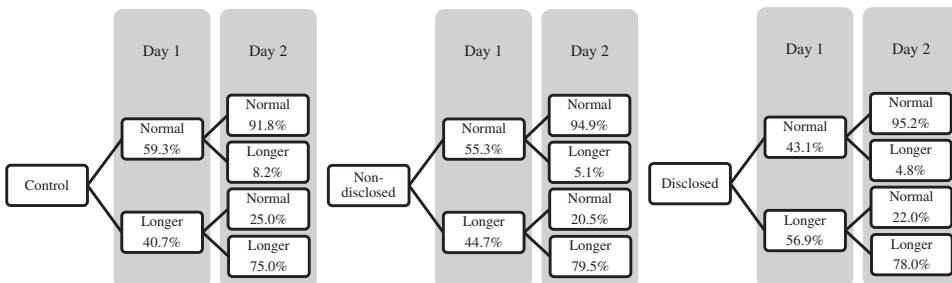 Day 1
Day 2
Control
Normal
59.3%
Longer
40.7%
Normal
91.8%
Longer
8.2%
Normal
25.0%
Longer
75.0%
Day 1
Day 2
Non-
disclosed
Normal
55.3%
Longer
44.7%
Normal
94.9%
Longer
5.1%
Normal
20.5%
Longer
79.5%
Day 1
Day 2
Disclosed
Normal
43.1%
Longer
56.9%
Normal
95.2%
Longer
4.8%
Normal
22.0%
Longer
78.0%